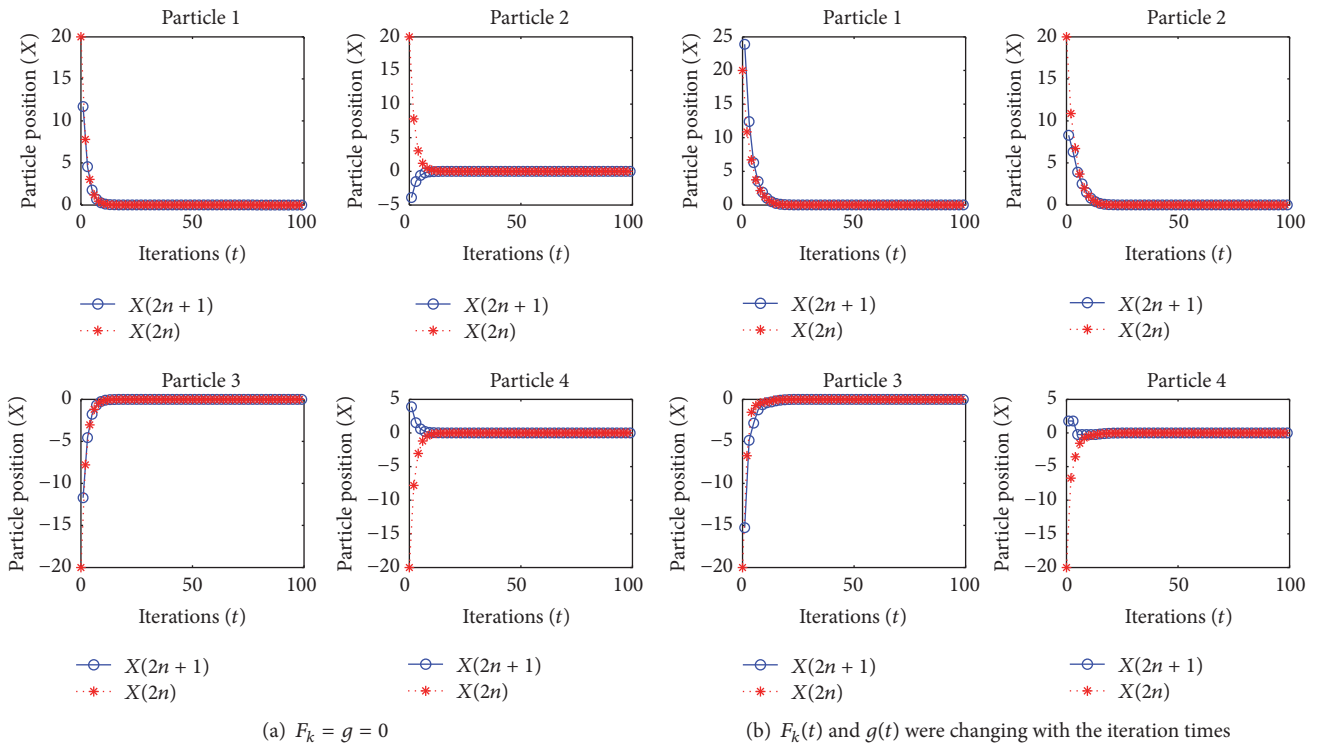 Particle 1
Particle position (X)
20
15
10
5
0
0
50
100
Iterations (t)
X(2n + 1)
X(2n)
Particle 2
Particle position (X)
20
15
10
5
0
−5
0
50
100
Iterations (t)
X(2n + 1)
X(2n)
Particle 1
Particle position (X)
25
20
15
10
5
0
0
50
100
Iterations (t)
X(2n + 1)
X(2n)
Particle 2
Particle position (X)
20
15
10
5
0
0
50
100
Iterations (t)
X(2n + 1)
X(2n)
Particle 3
Particle position (X)
0
−5
−10
−15
−20
0
50
100
Iterations (t)
X(2n + 1)
X(2n)
Particle 4
Particle position (X)
5
0
−5
−10
−15
−20
0
50
100
Iterations (t)
X(2n + 1)
X(2n)
Particle 3
Particle position (X)
0
−5
−10
−15
−20
0
50
100
Iterations (t)
X(2n + 1)
X(2n)
Particle 4
Particle position (X)
5
0
−5
−10
−15
−20
0
50
100
Iterations (t)
X(2n + 1)
X(2n)
(a) Fₖ = g = 0
(b) Fₖ(t) and g(t) were changing with the iteration times